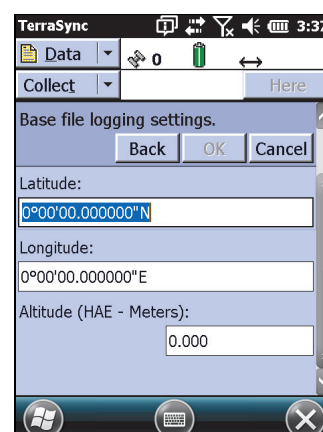 TerraSync 3:37
Data 0
Collect Here
Base file logging settings.
Back OK Cancel
Latitude:
0°00'00.000000"N
Longitude:
0°00'00.000000"E
Altitude (HAE - Meters):
0.000